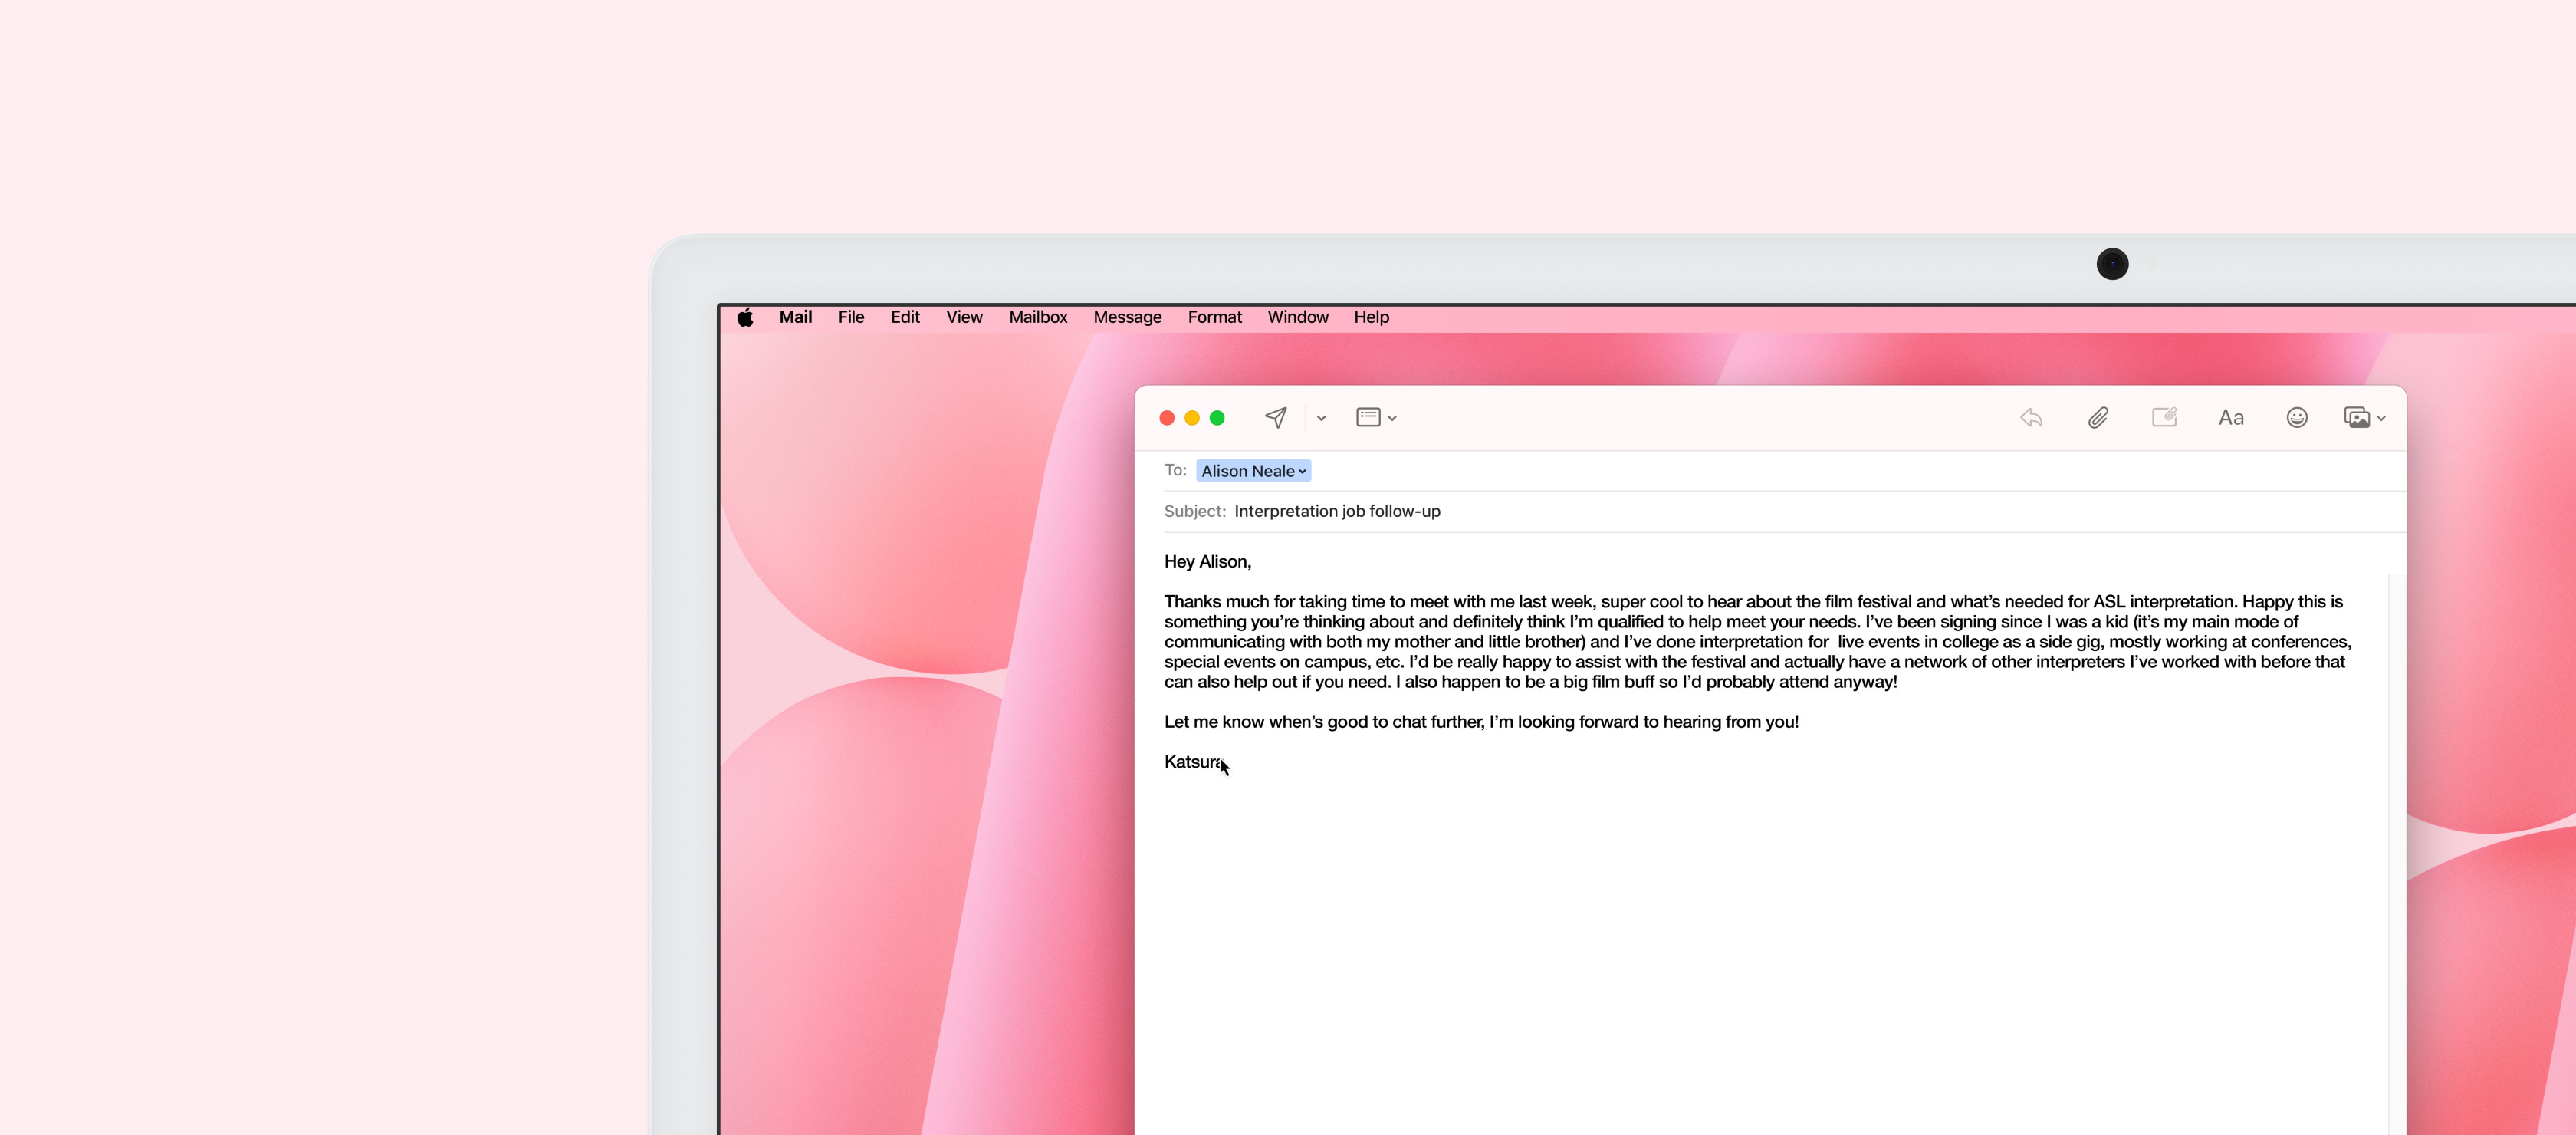 Mail File Edit View Mailbox Message Format Window Help
Aa
To: Alison Neale
Subject: Interpretation job follow-up
Hey Alison,
Thanks much for taking time to meet with me last week, super cool to hear about the film festival and what’s needed for ASL interpretation. Happy this is
something you’re thinking about and definitely think I’m qualified to help meet your needs. I’ve been signing since I was a kid (it’s my main mode of
communicating with both my mother and little brother) and I’ve done interpretation for  live events in college as a side gig, mostly working at conferences,
special events on campus, etc. I’d be really happy to assist with the festival and actually have a network of other interpreters I’ve worked with before that
can also help out if you need. I also happen to be a big film buff so I’d probably attend anyway!
Let me know when’s good to chat further, I’m looking forward to hearing from you!
Katsura